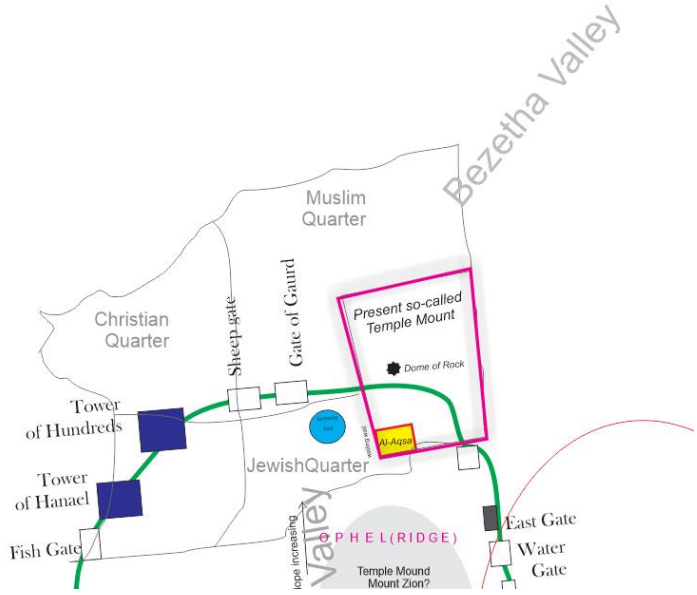 Bezetha Valley
Muslim
Quarter
Christian
Quarter
Sheep gate
Gate of Gaurd
Present so-called
Temple Mount
Dome of Rock
Tower
of Hundreds
Al-Aqsa
JewishQuarter
Tower
of Hanael
Fish Gate
Valley
OPHEL(RIDGE)
East Gate
Water
Gate
Temple Mound
Mount Zion?
increasing